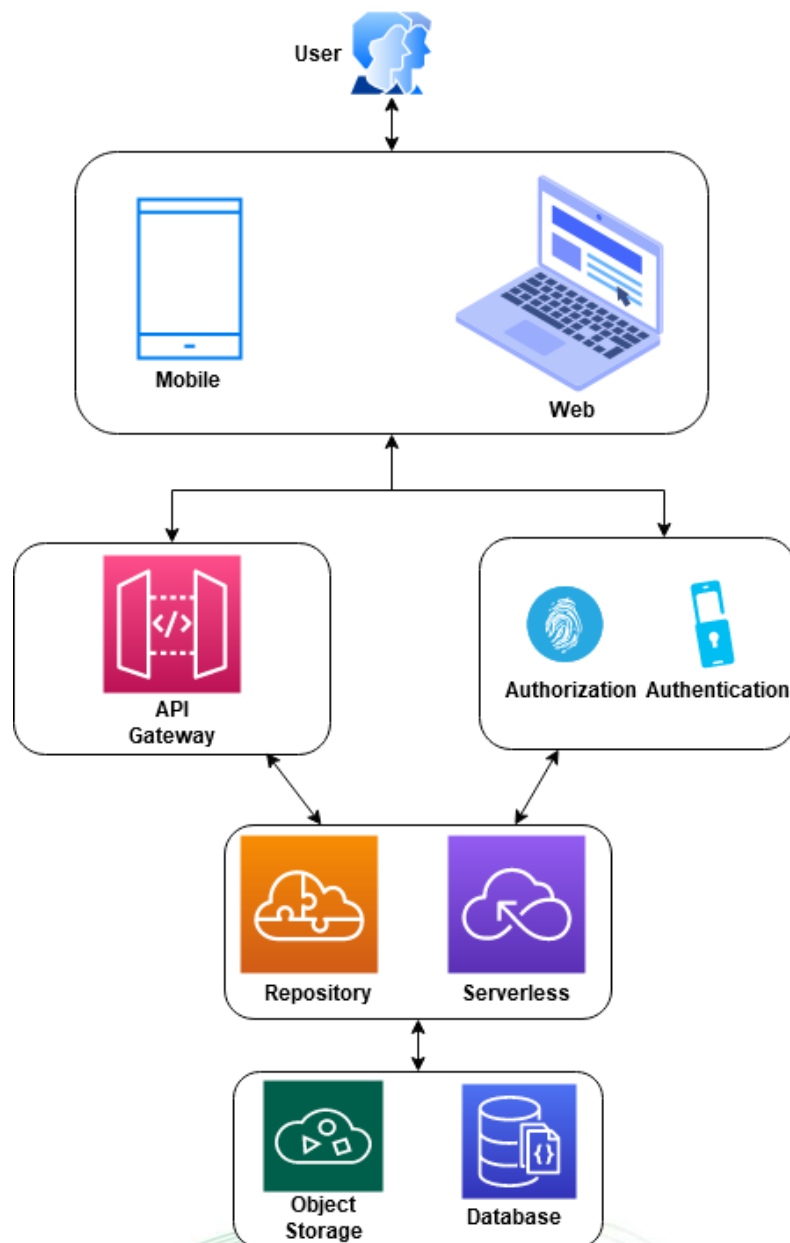 User
Mobile
Web
</>
API
Gateway
Authorization Authentication
Repository Serverless
{}
Object
Storage
Database